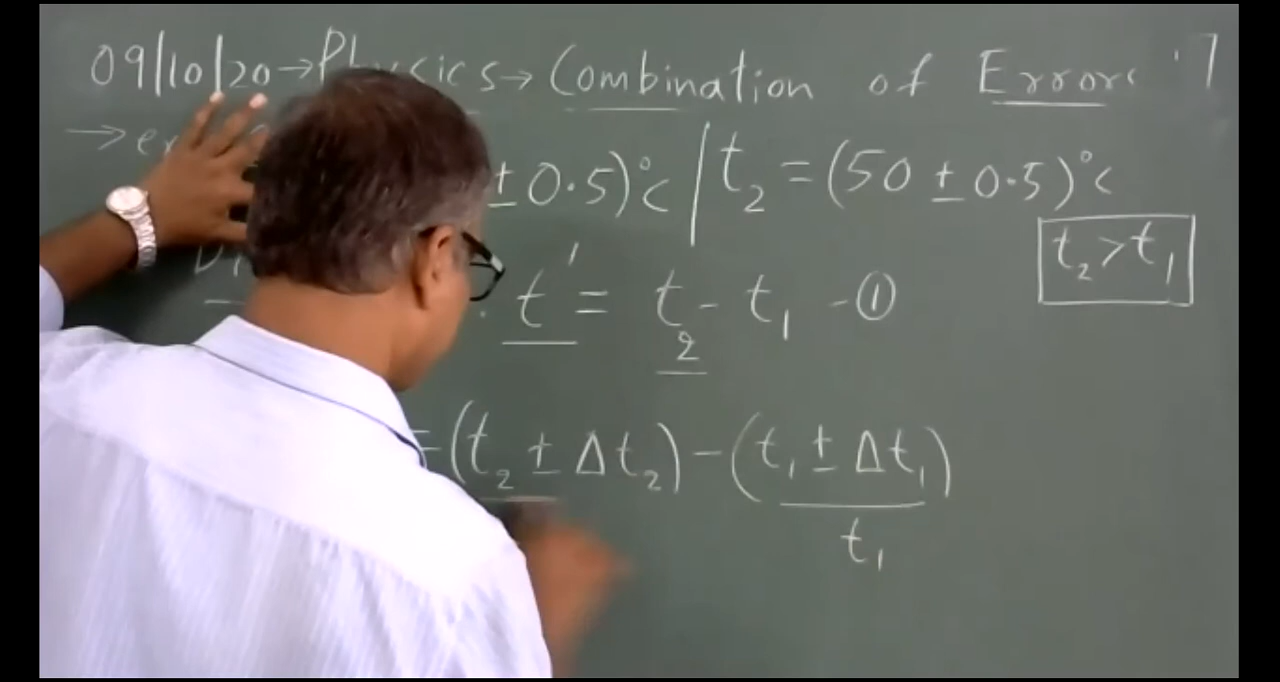 09/10/20→Physics→ Combination of Errors 7
→
± 0.5)°c | t₂ = (50 ± 0.5)°c
t₂ > t₁
t' = t₂ - t₁ - ①
= (t₂ ± Δt₂) - (t₁ ± Δt₁)
t₁